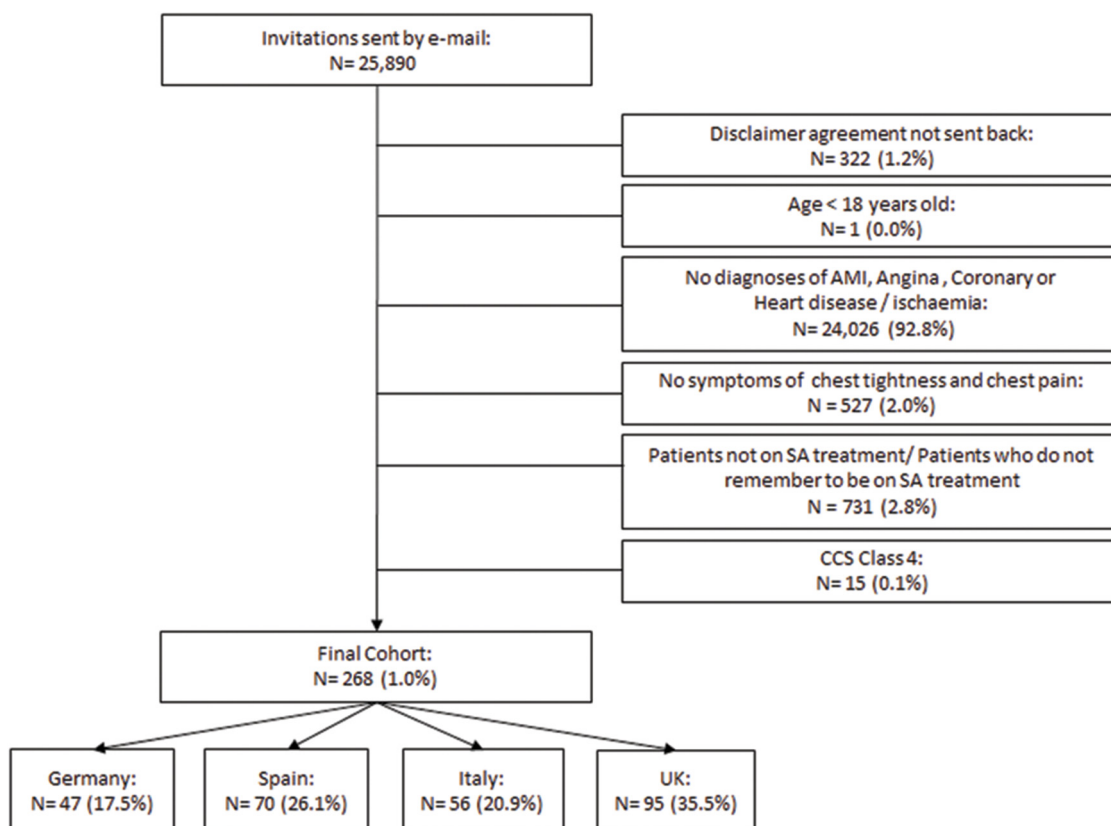 Invitations sent by e-mail:
N= 25,890
Disclaimer agreement not sent back:
N= 322 (1.2%)
Age < 18 years old:
N= 1 (0.0%)
No diagnoses of AMI, Angina , Coronary or
Heart disease / ischaemia:
N= 24,026 (92.8%)
No symptoms of chest tightness and chest pain:
N = 527 (2.0%)
Patients not on SA treatment/ Patients who do not
remember to be on SA treatment
N = 731 (2.8%)
CCS Class 4:
N= 15 (0.1%)
Final Cohort:
N= 268 (1.0%)
Germany:
N= 47 (17.5%)
Spain:
N= 70 (26.1%)
Italy:
N= 56 (20.9%)
UK:
N= 95 (35.5%)